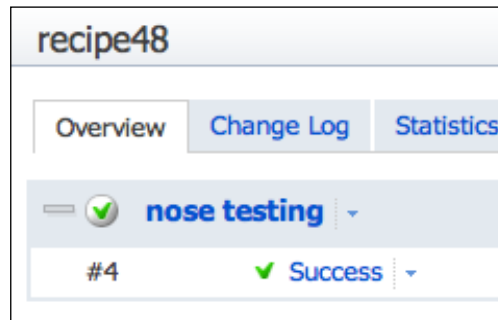 recipe48
Overview Change Log Statistics
nose testing
#4 Success